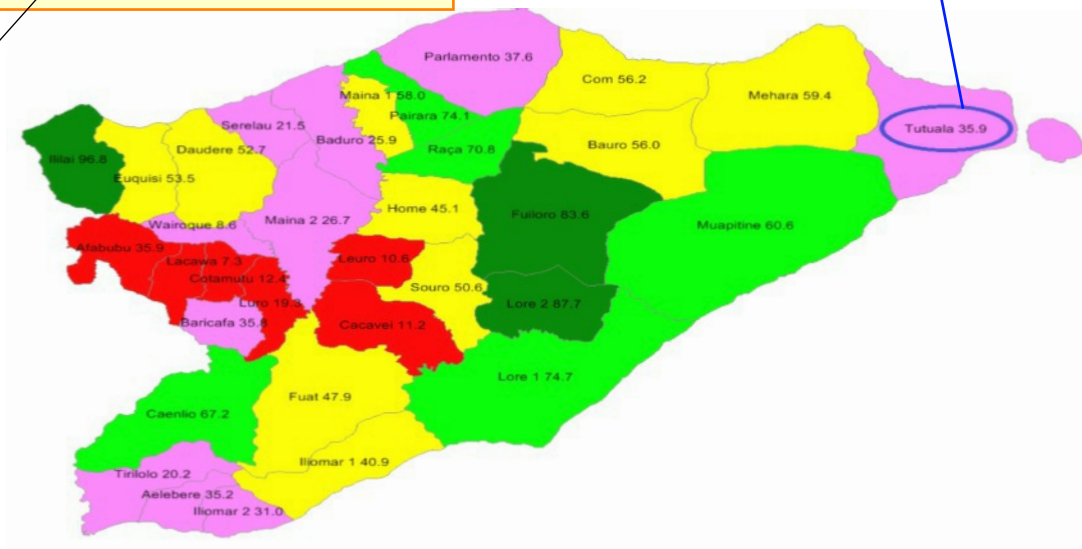 Parlamento 37.6
Com 56.2
Mehara 59.4
Maina 1 58.0
Pairara 74.1
Serelau 21.5
Baduro 25.9
Tutuala 35.9
Ililai 96.8
Daudere 52.7
Raça 70.8
Bauro 56.0
Euquisi 53.5
Home 45.1
Fuiloro 83.6
Wairoque 8.6
Maina 2 26.7
Muapitine 60.6
Afabubu 35.9
Lacawa 7.3
Leuro 10.6
Cotamutu 12.4
Souro 50.6
Luro 19.3
Lore 2 87.7
Baricafa 35.8
Cacavei 11.2
Lore 1 74.7
Fuat 47.9
Caenlio 67.2
Iliomar 1 40.9
Tirilolo 20.2
Aelebere 35.2
Iliomar 2 31.0